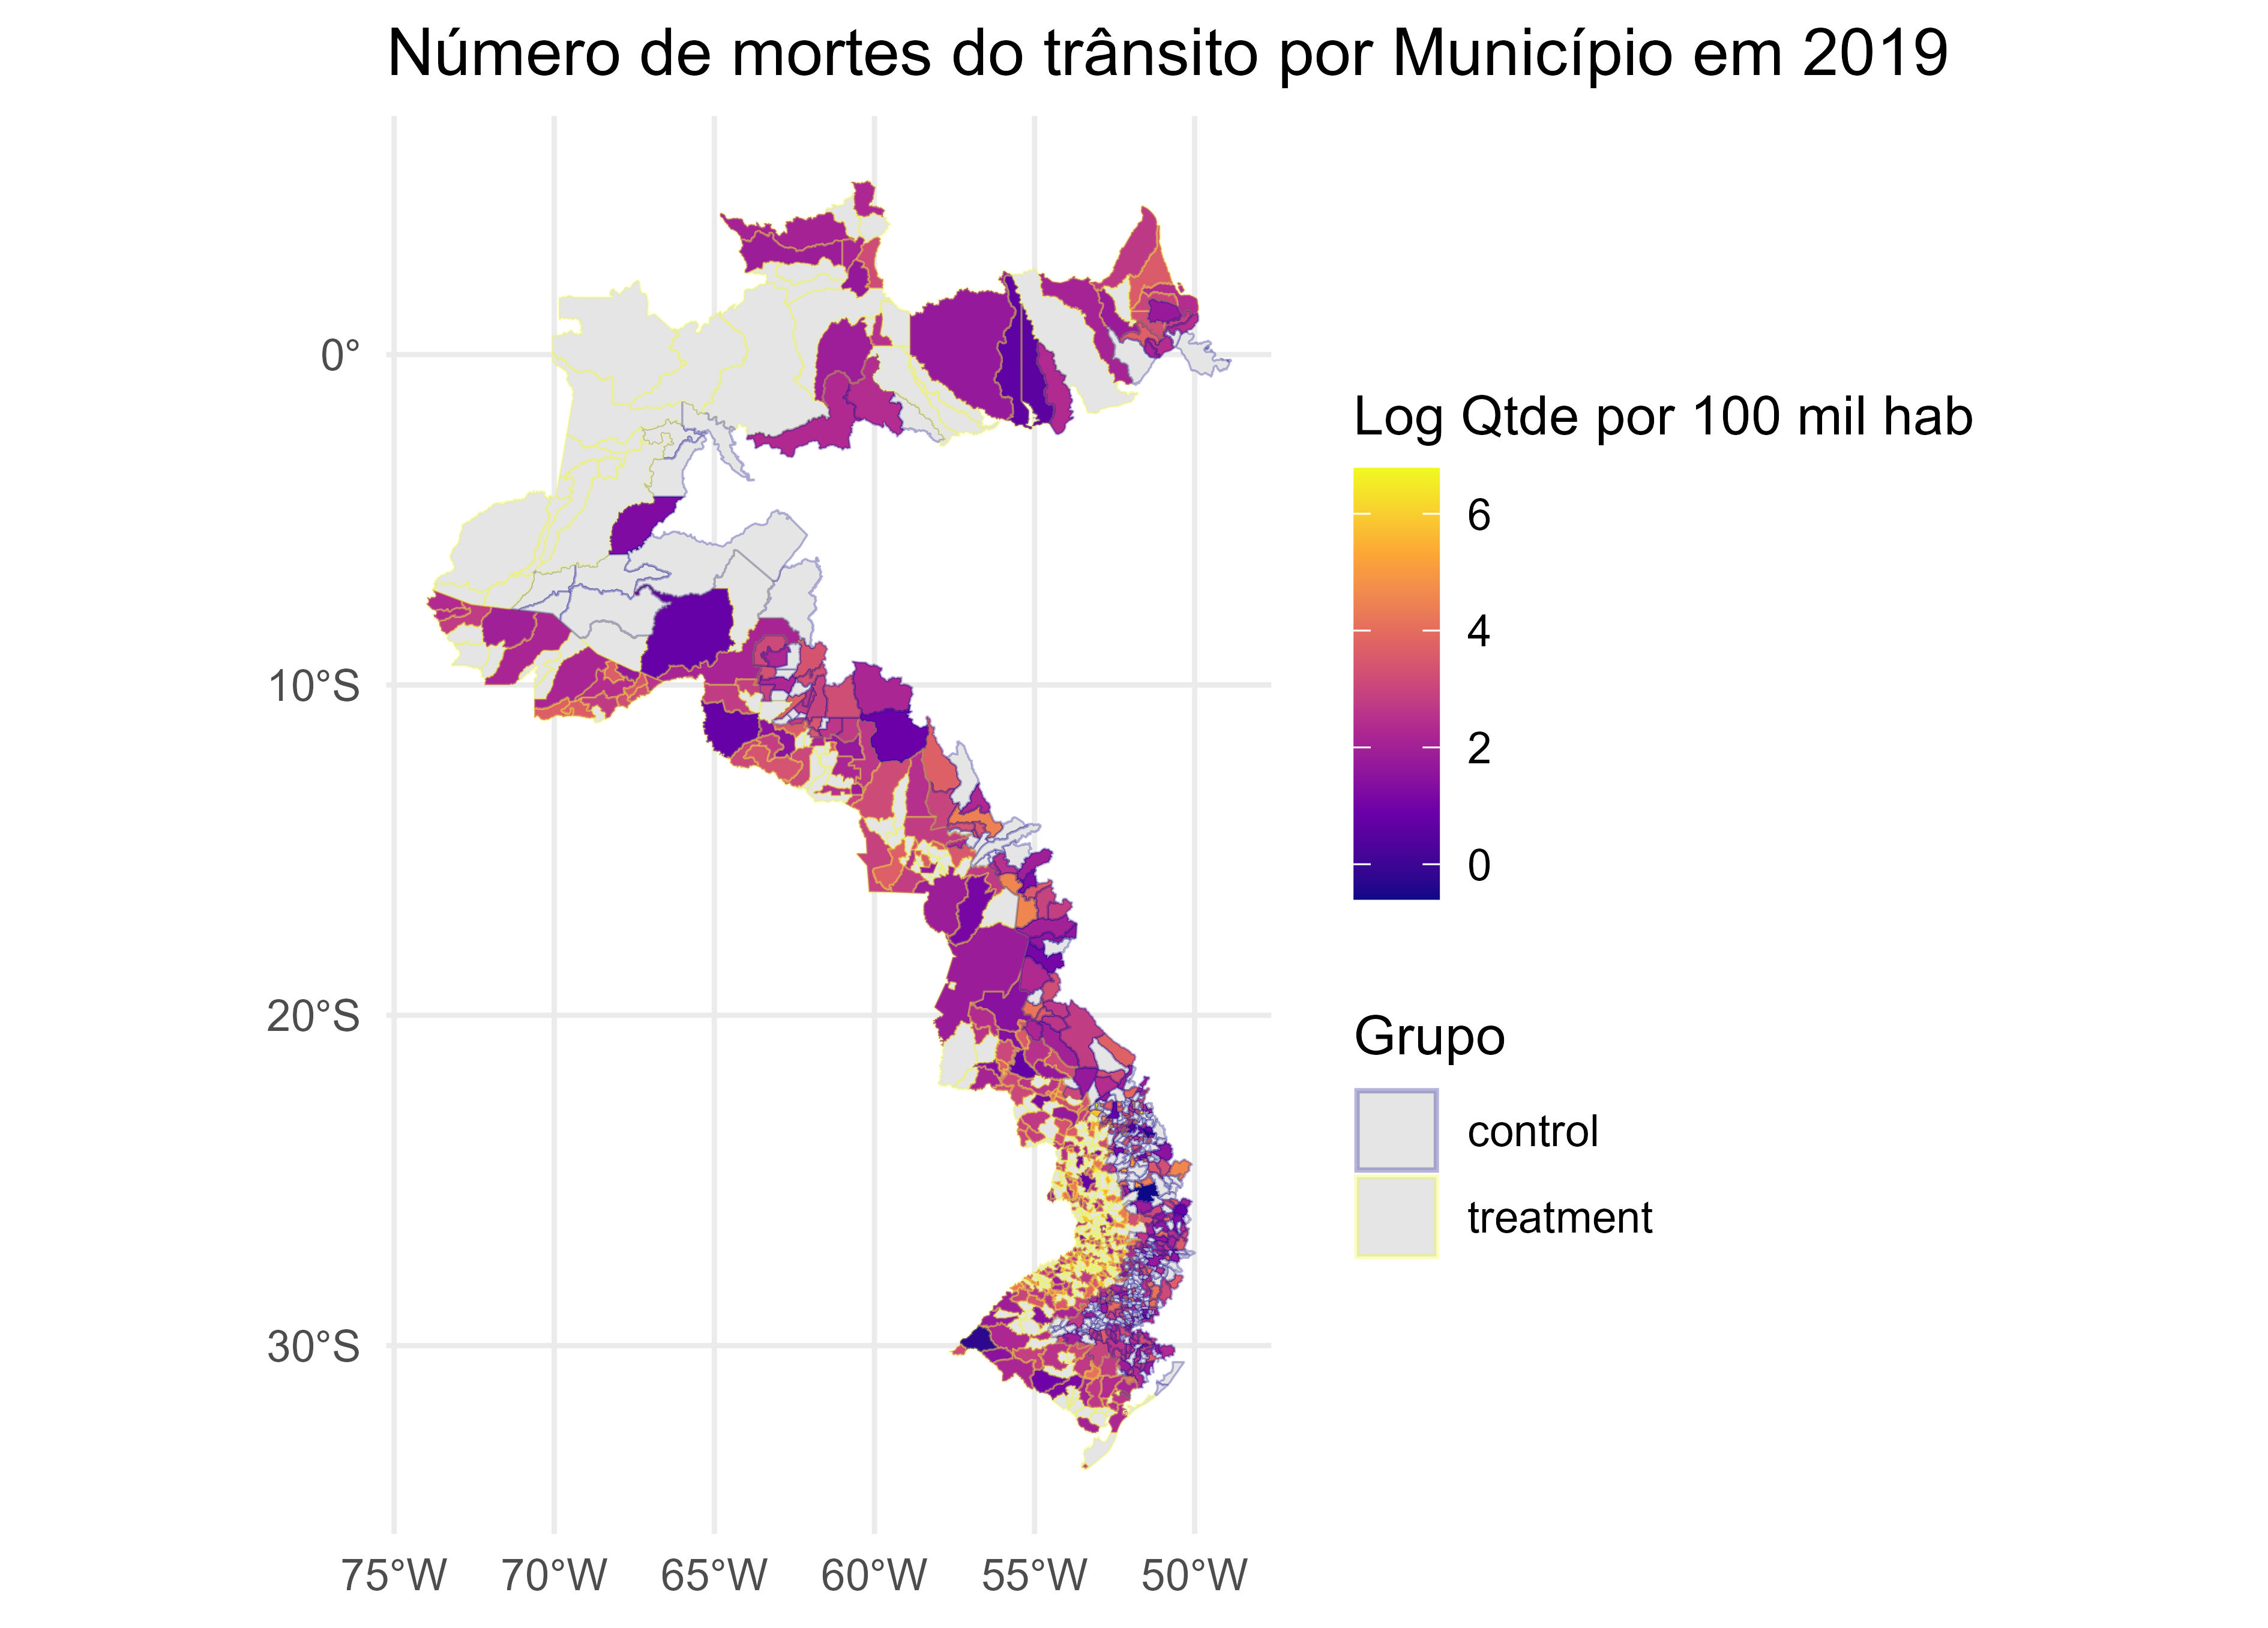 Número de mortes do trânsito por Município em 2019
0°
10°S
20°S
30°S
75°W 70°W 65°W 60°W 55°W 50°W
Log Qtde por 100 mil hab
6
4
2
0
Grupo
control
treatment